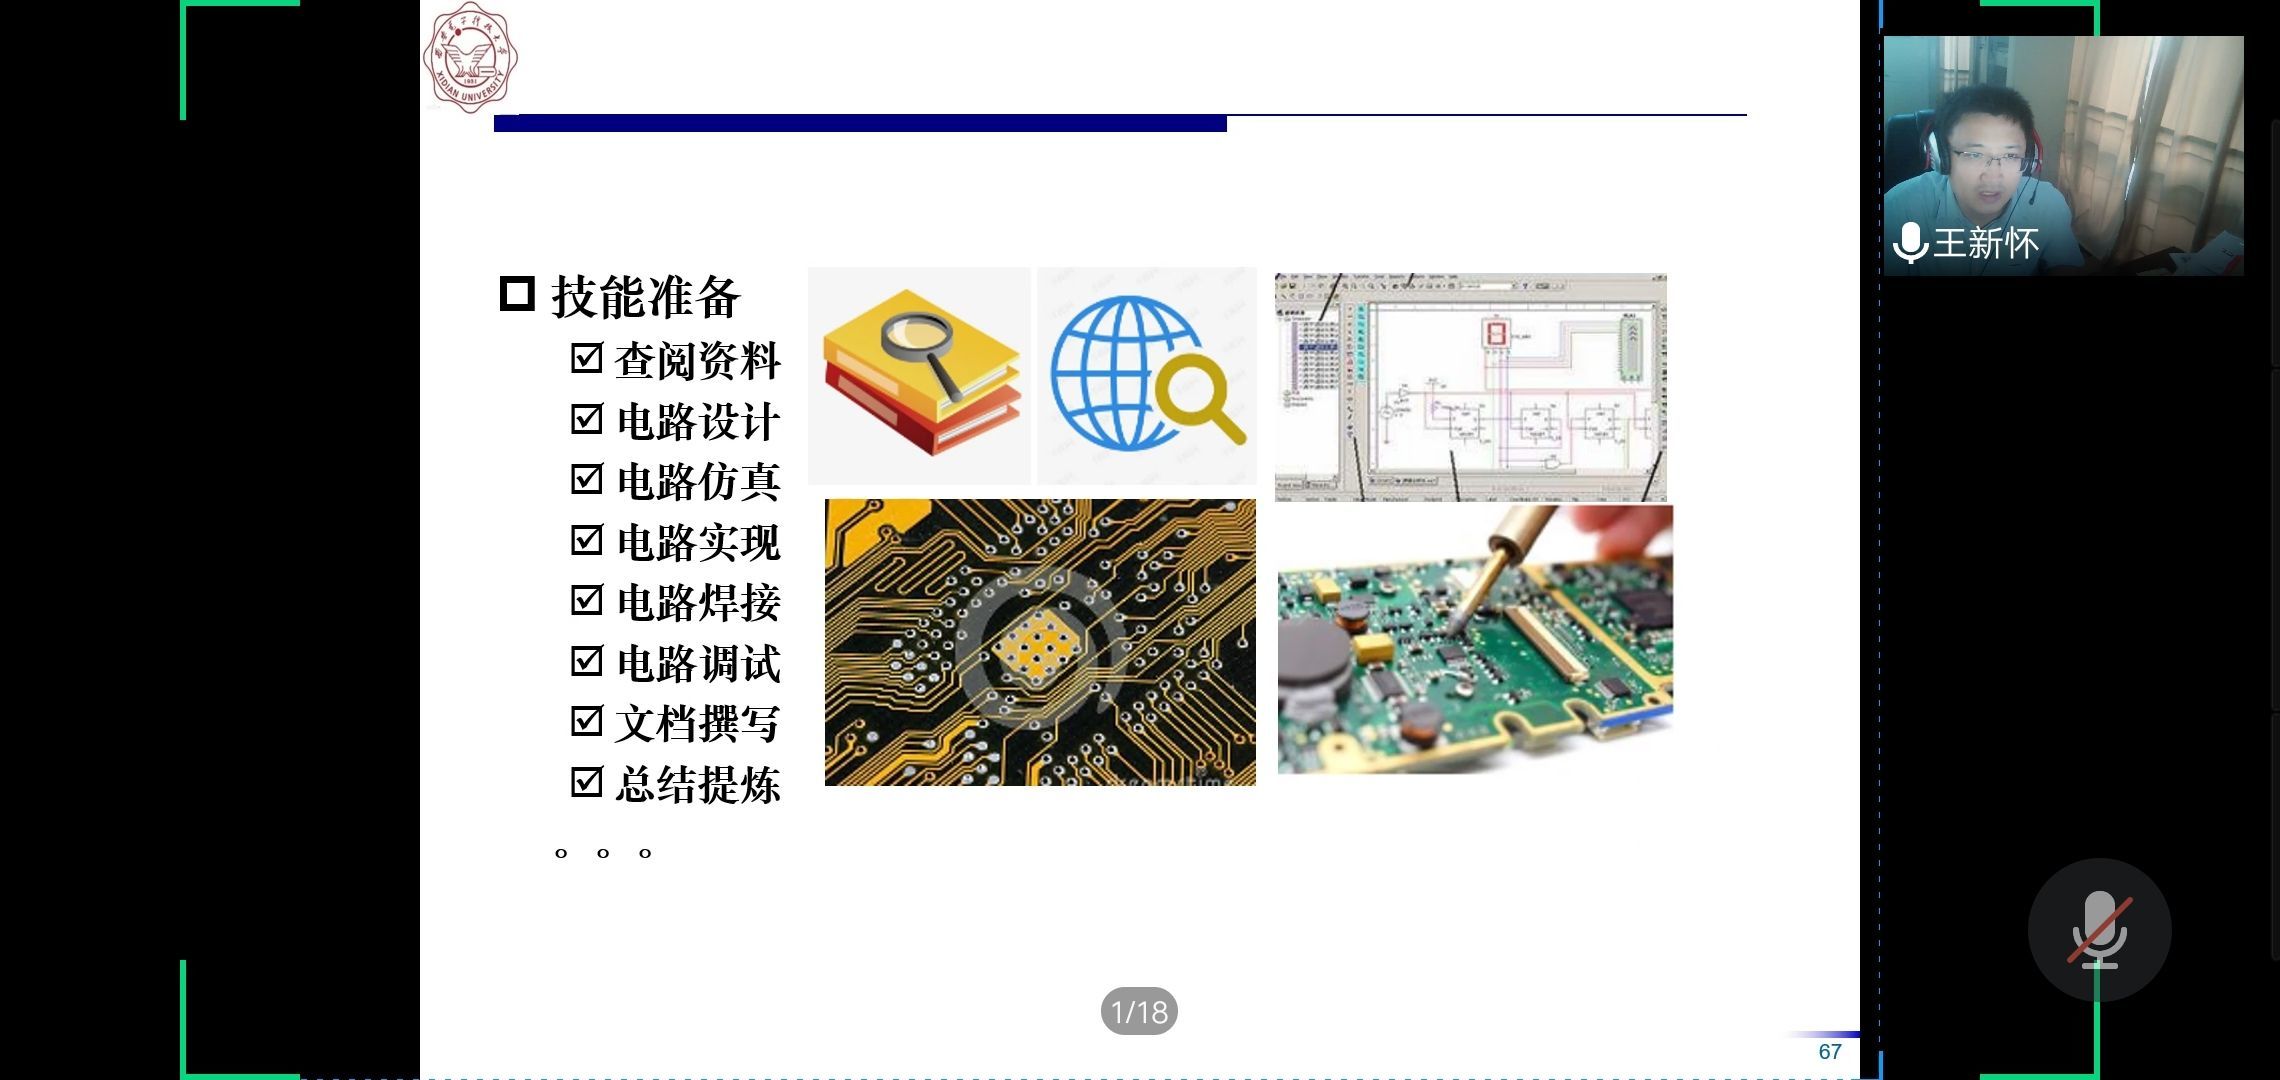 XIDIAN UNIVERSITY
1931
王新怀
技能准备
查阅资料
电路设计
电路仿真
电路实现
电路焊接
电路调试
文档撰写
总结提炼
。。。
1/18
67